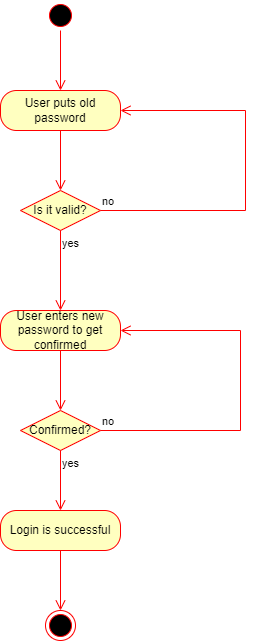 User puts old
password
Is it valid?
no
yes
User enters new
password to get
confirmed
Confirmed?
no
yes
Login is successful